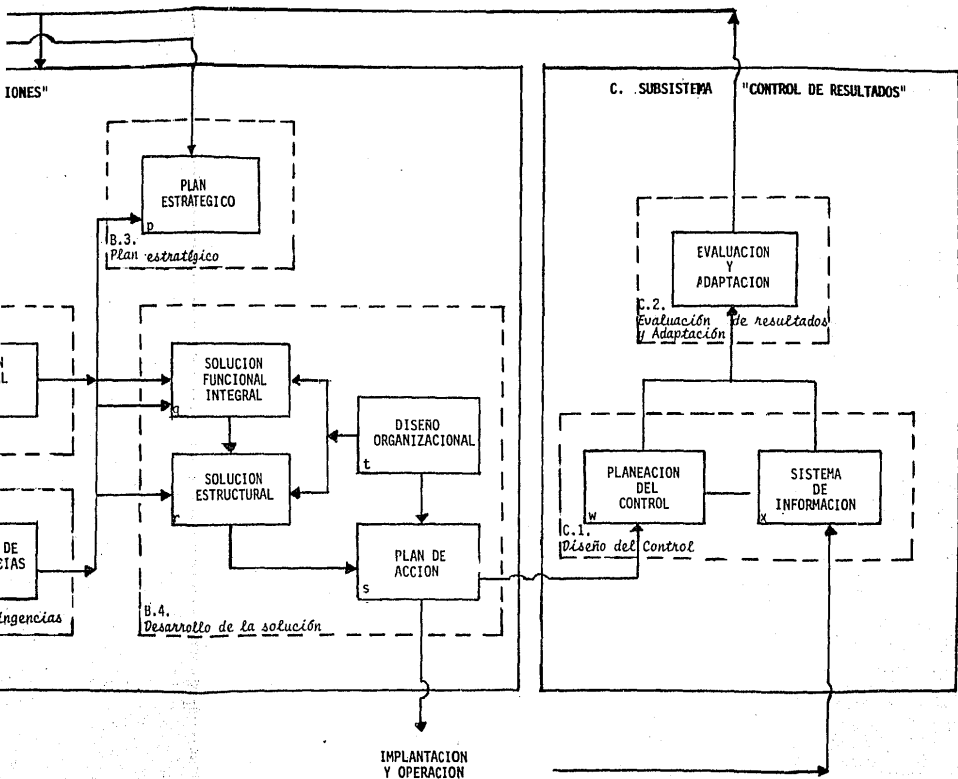 IONES"
C. SUBSISTEMA "CONTROL DE RESULTADOS"
PLAN
ESTRATEGICO
p
B.3.
Plan estratégico
EVALUACION
Y
ADAPTACION
C.2.
Evaluación de resultados
y Adaptación
N
L
SOLUCION
FUNCIONAL
INTEGRAL
q
DISEÑO
ORGANIZACIONAL
t
SOLUCION
ESTRUCTURAL
r
PLANEACION
DEL
CONTROL
w
SISTEMA
DE
INFORMACION
x
C.1.
Diseño del Control
DE
CIAS
PLAN DE
ACCION
s
ingencias
B.4.
Desarrollo de la solución
IMPLANTACION
Y OPERACION